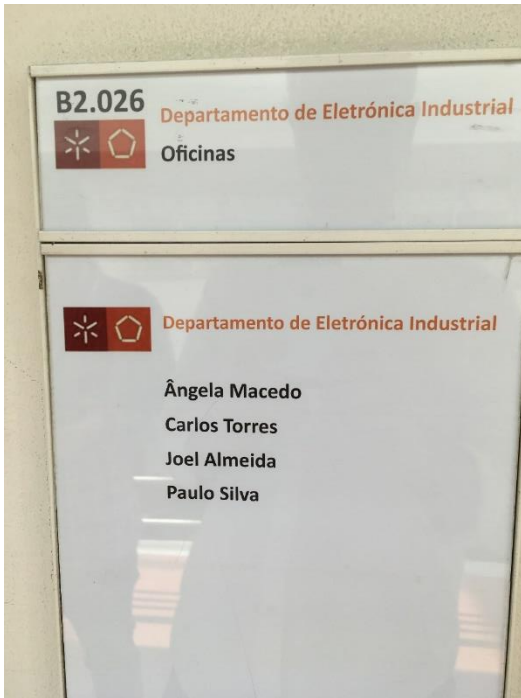 B2.026
Departamento de Eletrónica Industrial
Oficinas
Departamento de Eletrónica Industrial
Ângela Macedo
Carlos Torres
Joel Almeida
Paulo Silva